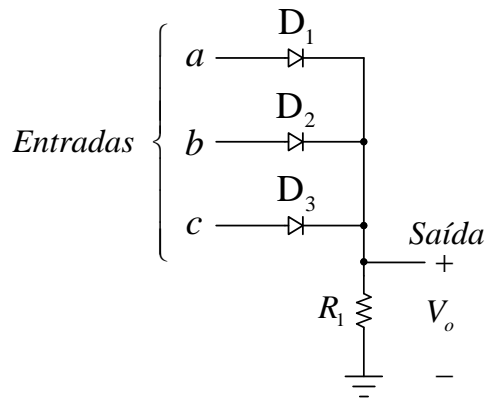 D₁
a
D₂
Entradas
b
D₃
c
Saída
+
R₁
Vₒ
−